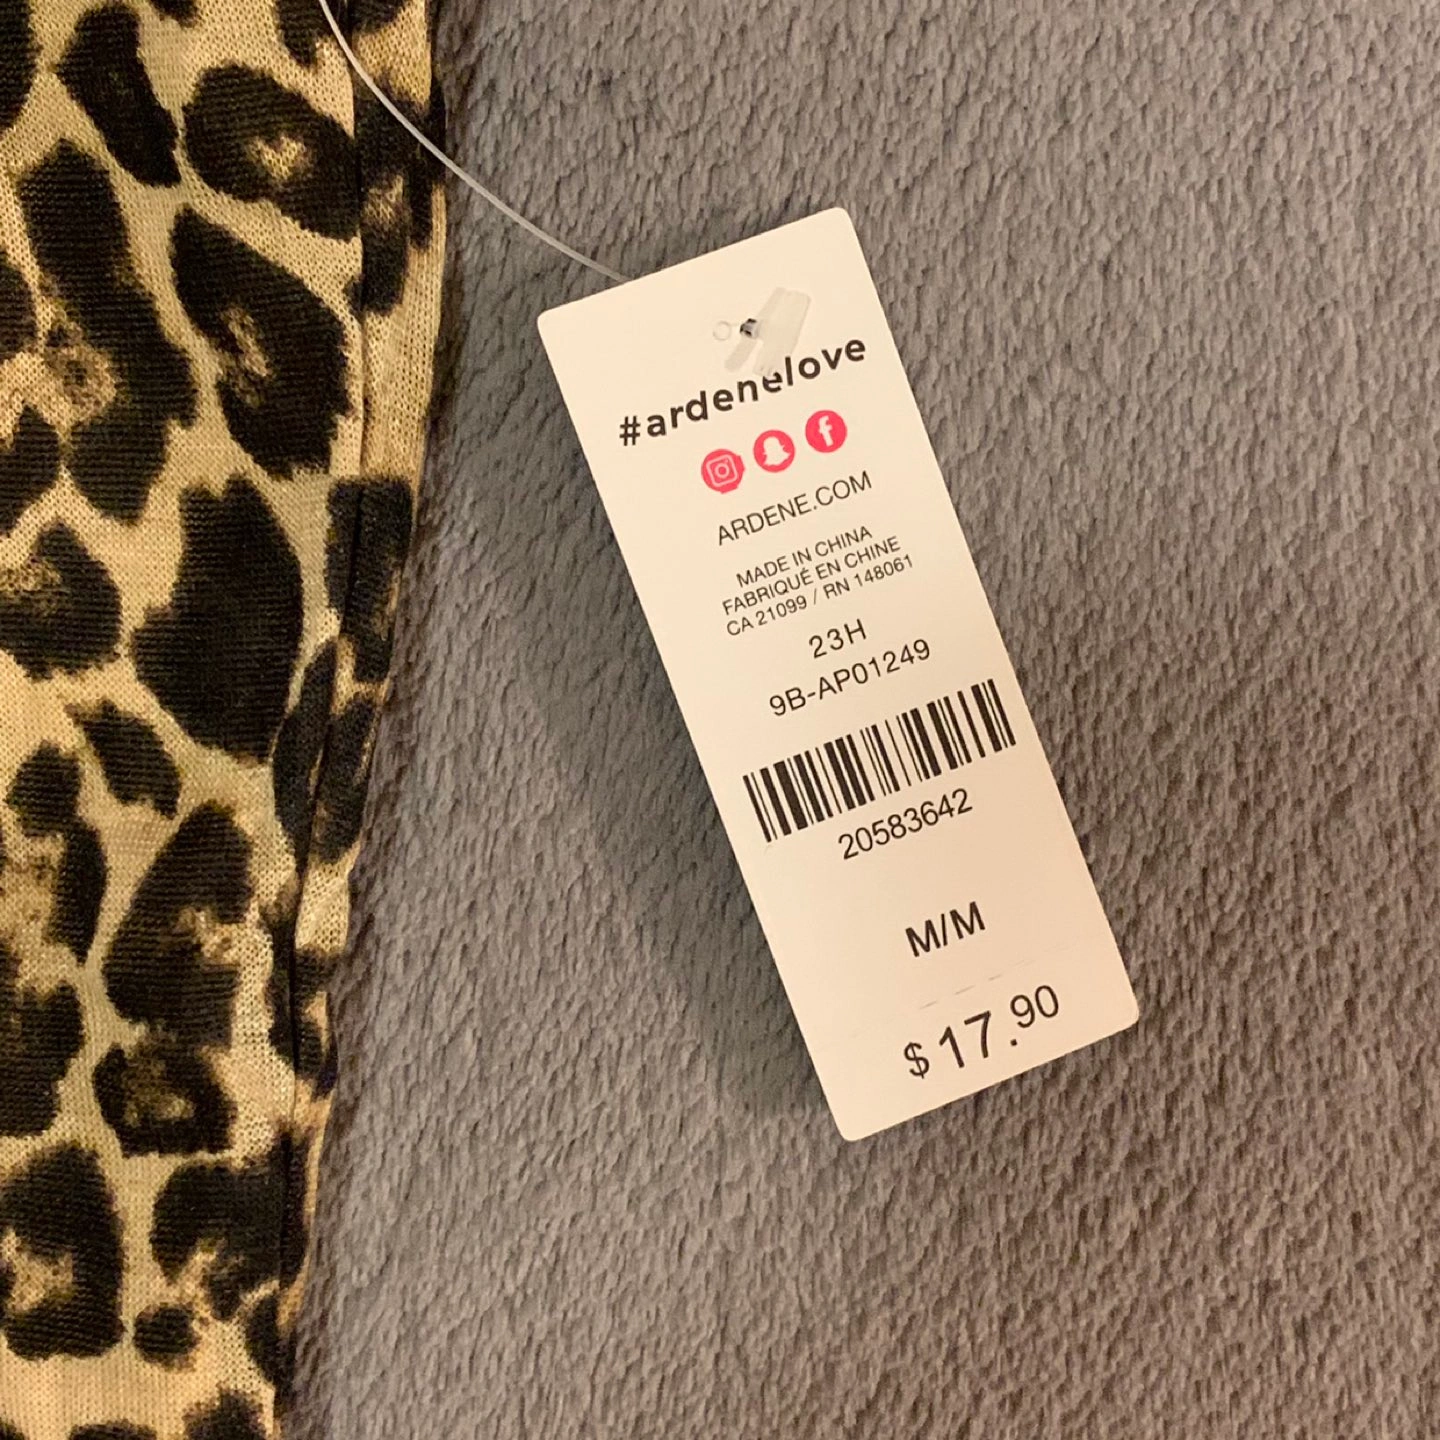 #ardenelove
ARDENE.COM
MADE IN CHINA
FABRIQUÉ EN CHINE
CA 21099 / RN 148061
23H
9B-AP01249
20583642
M/M
$17.90